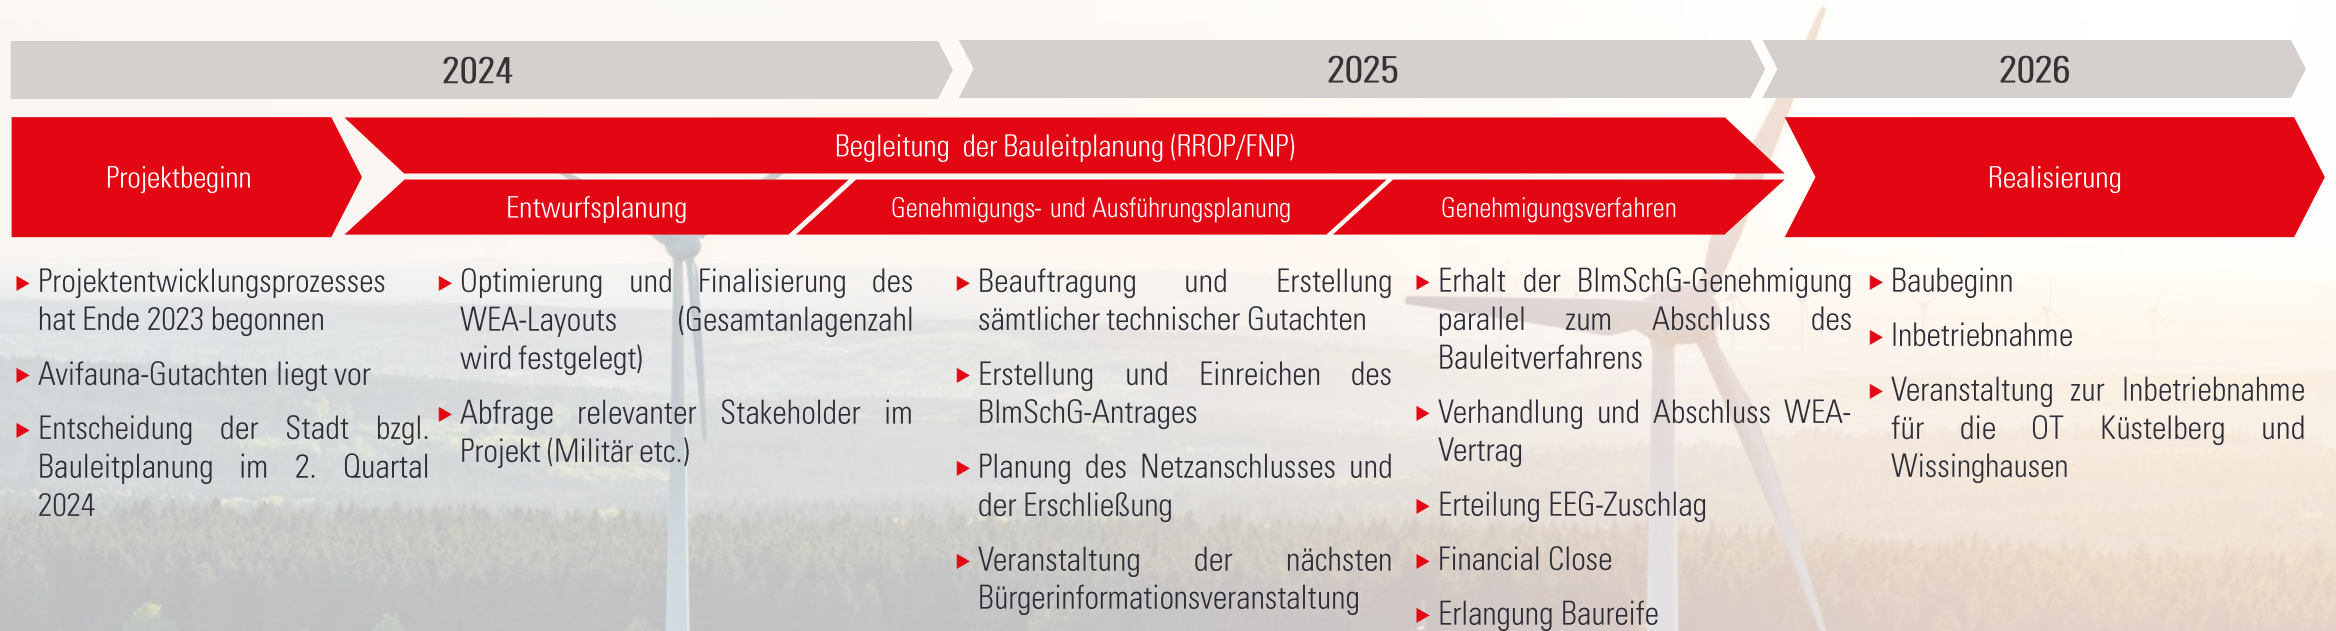 2024
2025
2026
Projektbeginn
Begleitung der Bauleitplanung (RROP/FNP)
Entwurfsplanung
Genehmigungs- und Ausführungsplanung
Genehmigungsverfahren
Realisierung
Projektentwicklungsprozesses
hat Ende 2023 begonnen
Avifauna-Gutachten liegt vor
Entscheidung der Stadt bzgl.
Bauleitplanung im 2. Quartal
2024
Optimierung und Finalisierung des
WEA-Layouts (Gesamtanlagenzahl
wird festgelegt)
Abfrage relevanter Stakeholder im
Projekt (Militär etc.)
Beauftragung und Erstellung
sämtlicher technischer Gutachten
Erstellung und Einreichen des
BImSchG-Antrages
Planung des Netzanschlusses und
der Erschließung
Veranstaltung der nächsten
Bürgerinformationsveranstaltung
Erhalt der BImSchG-Genehmigung
parallel zum Abschluss des
Bauleitverfahrens
Verhandlung und Abschluss WEA-
Vertrag
Erteilung EEG-Zuschlag
Financial Close
Erlangung Baureife
Baubeginn
Inbetriebnahme
Veranstaltung zur Inbetriebnahme
für die OT Küstelberg und
Wissinghausen